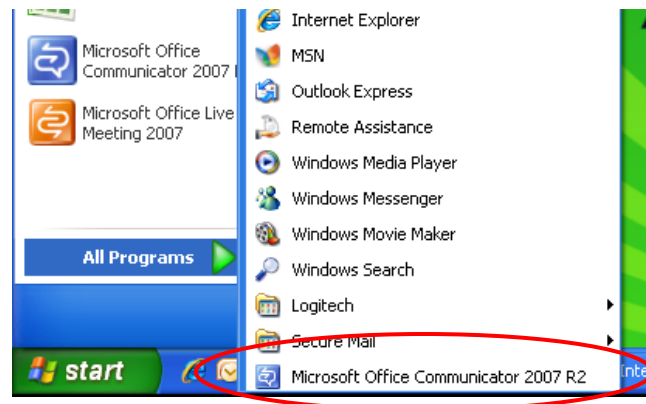 Microsoft Office
Communicator 2007
Microsoft Office Live
Meeting 2007
All Programs
start
Internet Explorer
MSN
Outlook Express
Remote Assistance
Windows Media Player
Windows Messenger
Windows Movie Maker
Windows Search
Logitech
Secure Mail
Microsoft Office Communicator 2007 R2
Inte